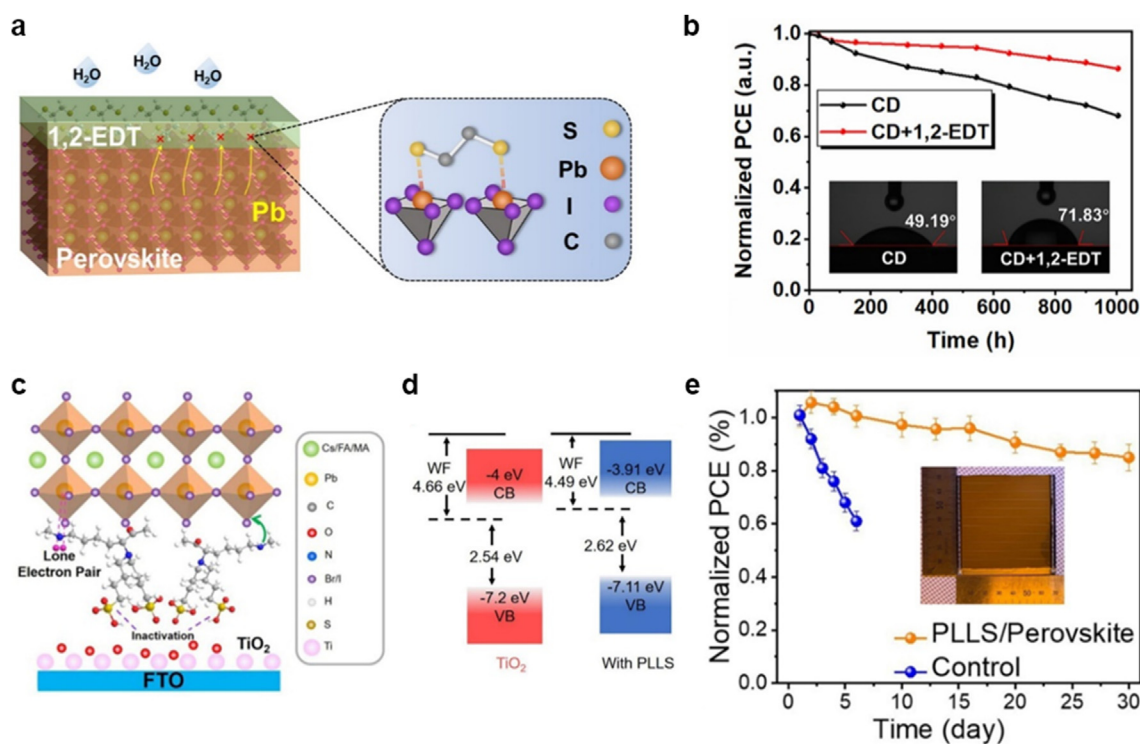 a
H₂O
H₂O
H₂O
1,2-EDT
Pb
Perovskite
S
Pb
I
C
b
Normalized PCE (a.u.)
1.0
0.8
0.6
0.4
0.2
0.0
CD
CD+1,2-EDT
49.19°
CD
71.83°
CD+1,2-EDT
200
400
600
800
1000
Time (h)
c
Lone
Electron Pair
Inactivation
TiO₂
FTO
Cs/FA/MA
Pb
C
O
N
Br/I
H
S
Ti
d
WF
4.66 eV
-4 eV
CB
2.54 eV
-7.2 eV
VB
TiO₂
WF
4.49 eV
-3.91 eV
CB
2.62 eV
-7.11 eV
VB
With PLLS
e
Normalized PCE (%)
1.0
0.8
0.6
0.4
0.2
0.0
PLLS/Perovskite
Control
0
5
10
15
20
25
30
Time (day)